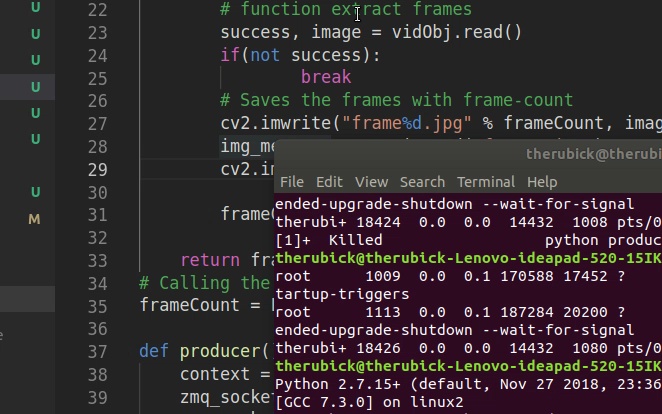 U
U
U
U
U
U
U
M
e
22 # function extract frames
23 success, image = vidObj.read()
24 if(not success):
25 break
26 # Saves the frames with frame-count
27 cv2.imwrite("frame%d.jpg" % frameCount, imag
28 img_me
29 cv2.im
30
31 frameC
32
33 return fra
34 # Calling the
35 frameCount =
36
37 def producer(
38 context =
39 zmq_socket
therubick@therubi
File Edit View Search Terminal Help
ended-upgrade-shutdown --wait-for-signal
therubi+ 18424 0.0 0.0 14432 1008 pts/0
[1]+ Killed python produc
therubick@therubick-Lenovo-ideapad-520-15IK
root 1009 0.0 0.1 170588 17452 ?
tartup-triggers
root 1113 0.0 0.1 187284 20200 ?
ended-upgrade-shutdown --wait-for-signal
therubi+ 18426 0.0 0.0 14432 1080 pts/0
therubick@therubick-Lenovo-ideapad-520-15IK
Python 2.7.15+ (default, Nov 27 2018, 23:36
[GCC 7.3.0] on linux2